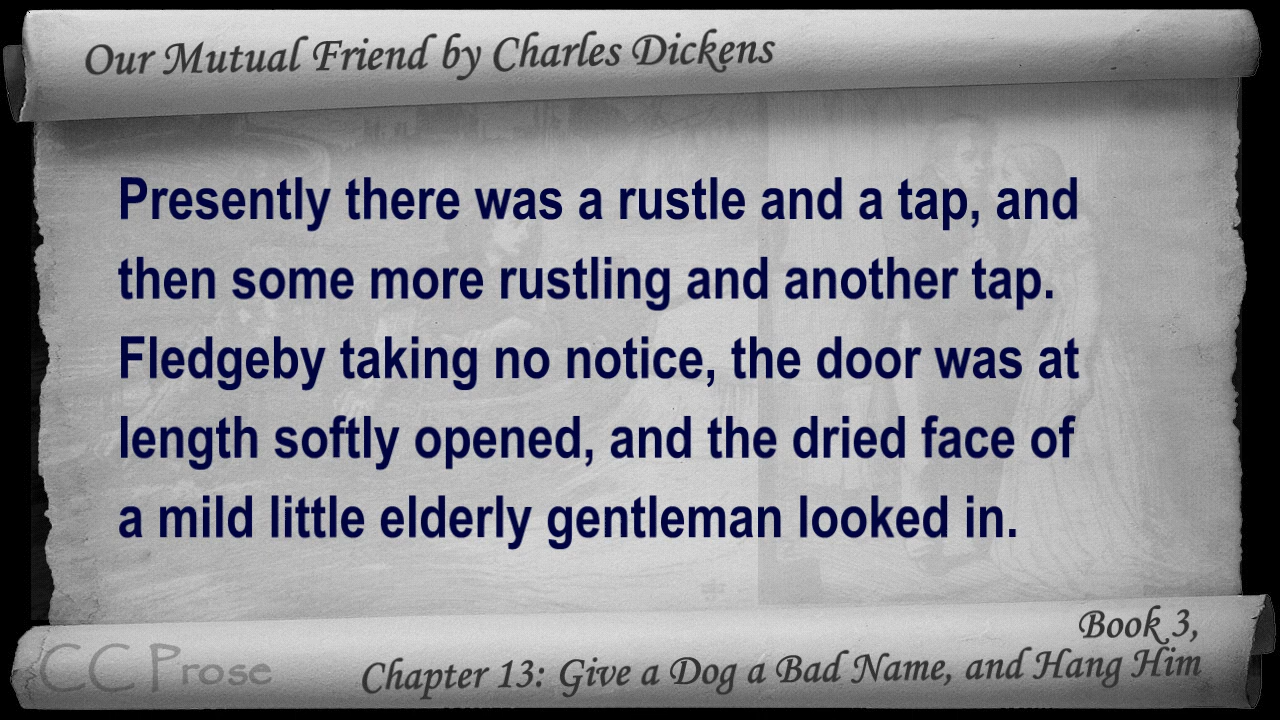 Our Mutual Friend by Charles Dickens
Presently there was a rustle and a tap, and
then some more rustling and another tap.
Fledgeby taking no notice, the door was at
length softly opened, and the dried face of
a mild little elderly gentleman looked in.
Book 3,
Chapter 13: Give a Dog a Bad Name, and Hang Him
CC Prose